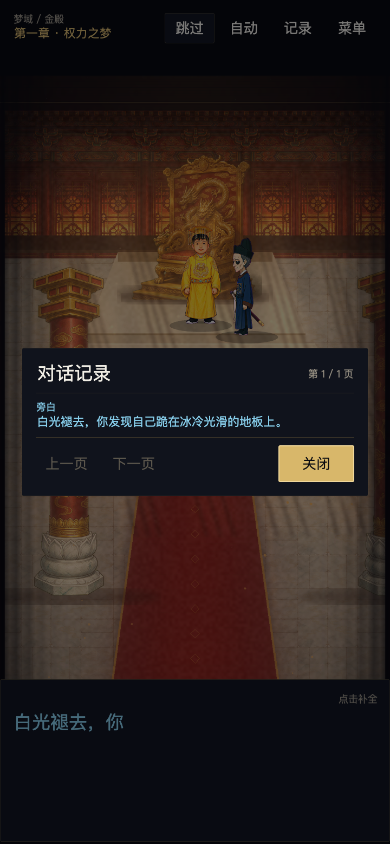 梦域 / 金殿
第一章 · 权力之梦
跳过
自动
记录
菜单
对话记录
第 1 / 1 页
旁白
白光褪去，你发现自己跪在冰冷光滑的地板上。
上一页
下一页
关闭
点击补全
白光褪去，你